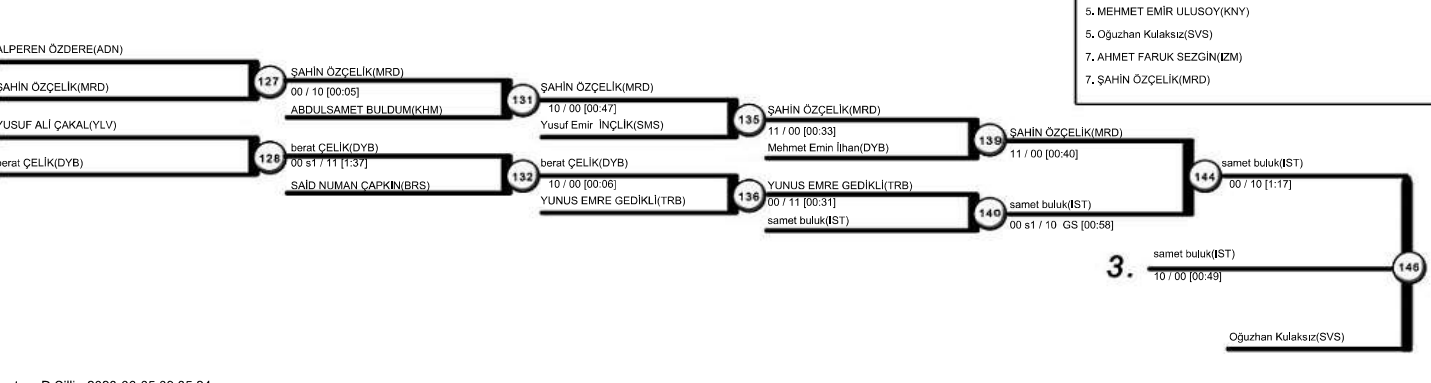 5. MEHMET EMİR ULUSOY(KNY)
5. Oğuzhan Kulaksız(SVS)
7. AHMET FARUK SEZGİN(IZM)
7. ŞAHİN ÖZÇELİK(MRD)
ALPEREN ÖZDERE(ADN)
ŞAHİN ÖZÇELİK(MRD)
127
ŞAHİN ÖZÇELİK(MRD)
00 / 10 [00:05]
ABDULSAMET BULDUM(KHM)
131
ŞAHİN ÖZÇELİK(MRD)
10 / 00 [00:47]
Yusuf Emir İNÇLİK(SMS)
135
ŞAHİN ÖZÇELİK(MRD)
11 / 00 [00:33]
Mehmet Emin İlhan(DYB)
139
ŞAHİN ÖZÇELİK(MRD)
11 / 00 [00:40]
YUSUF ALİ ÇAKAL(YLV)
berat ÇELİK(DYB)
128
berat ÇELİK(DYB)
00 s1 / 11 [1:37]
SAİD NUMAN ÇAPKIN(BRS)
132
berat ÇELİK(DYB)
10 / 00 [00:06]
YUNUS EMRE GEDİKLİ(TRB)
136
YUNUS EMRE GEDİKLİ(TRB)
00 / 11 [00:31]
samet buluk(IST)
140
samet buluk(IST)
00 s1 / 10 GS [00:58]
144
samet buluk(IST)
00 / 10 [1:17]
3.
samet buluk(IST)
10 / 00 [00:49]
146
Oğuzhan Kulaksız(SVS)